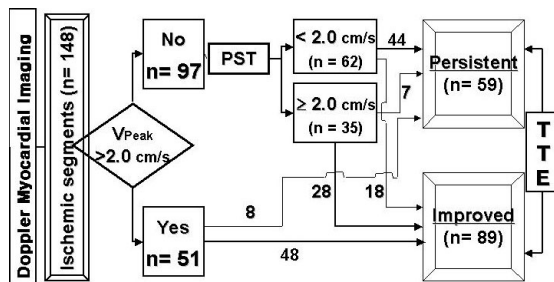 Doppler Myocardial Imaging
Ischemic segments (n= 148)
VPeak
>2.0 cm/s
No
n= 97
PST
< 2.0 cm/s
(n = 62)
≥ 2.0 cm/s
(n = 35)
44
7
28
18
Yes
n= 51
8
48
Persistent
(n= 59)
Improved
(n= 89)
TTE